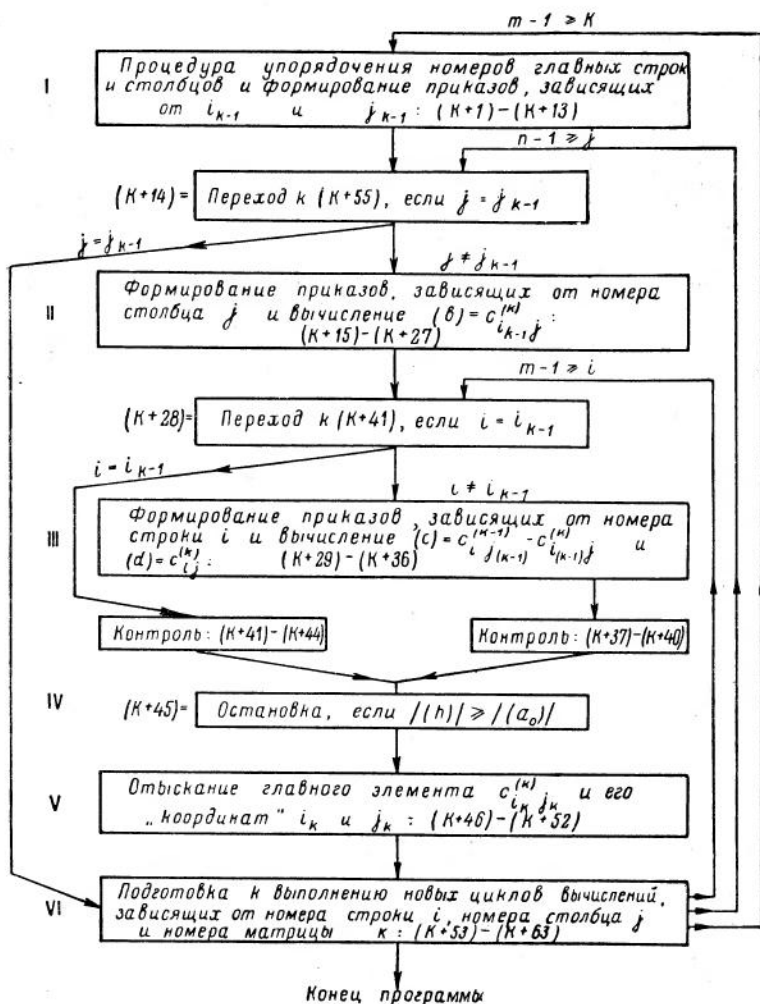 m-1 ≥ K
I
Процедура упорядочения номеров главных строк
и столбцов и формирование приказов, зависящих
от i_{k-1} и j_{k-1} : (K+1)-(K+13)
n-1 ≥ j
(K+14)= Переход к (K+55), если j = j_{k-1}
j = j_{k-1}
j ≠ j_{k-1}
II
Формирование приказов, зависящих от номера
столбца j и вычисление (в) = c^{(k)}_{i_{k-1} j} :
(K+15)-(K+27)
m-1 ≥ i
(K+28)= Переход к (K+41), если i = i_{k-1}
i = i_{k-1}
i ≠ i_{k-1}
III
Формирование приказов, зависящих от номера
строки i и вычисление (c) = c^{(k-1)}_{i j_{(k-1)}} - c^{(k)}_{i_{(k-1)} j} и
(d) = c^{(k)}_{ij} : (K+29)-(K+36)
Контроль: (K+41)-(K+44)
Контроль: (K+37)-(K+40)
IV
(K+45)= Остановка, если |(h)| ≥ |(a_0)|
V
Отыскание главного элемента c^{(k)}_{i_k j_k} и его
„координат" i_k и j_k : (K+46)-(K+52)
VI
Подготовка к выполнению новых циклов вычислений,
зависящих от номера строки i, номера столбца j
и номера матрицы к : (K+53)-(K+63)
Конец программы